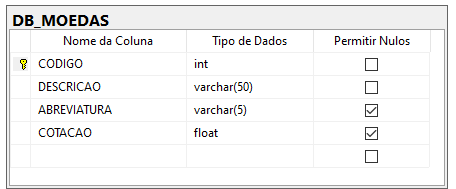 DB_MOEDAS
Nome da Coluna Tipo de Dados Permitir Nulos
CODIGO int
DESCRICAO varchar(50)
ABREVIATURA varchar(5)
COTACAO float